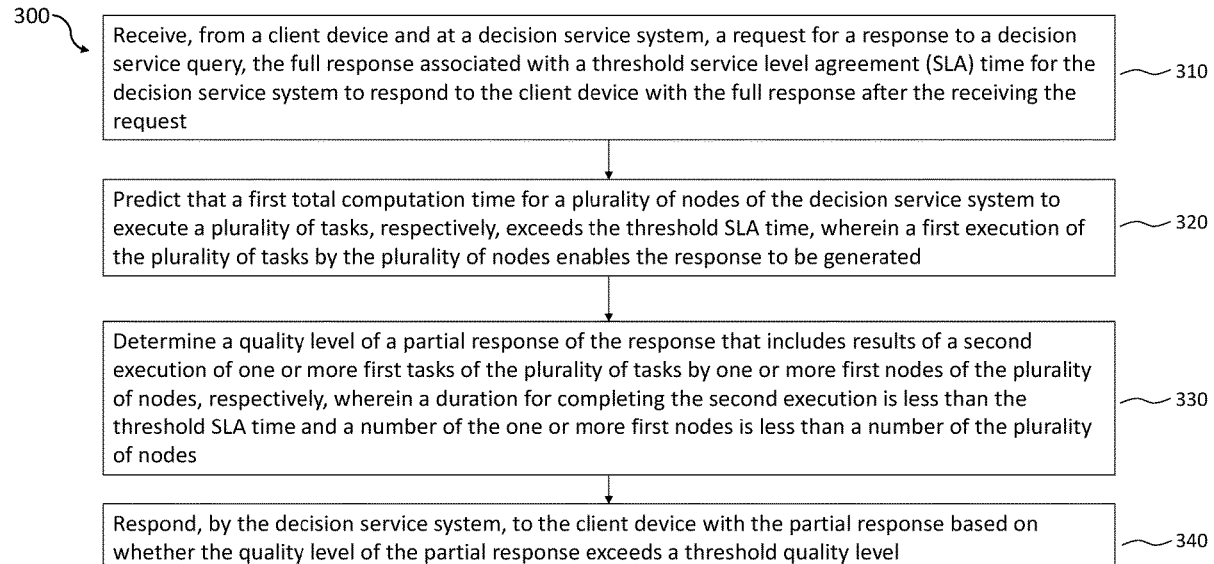 300
Receive, from a client device and at a decision service system, a request for a response to a decision
service query, the full response associated with a threshold service level agreement (SLA) time for the
decision service system to respond to the client device with the full response after the receiving the
request
310
Predict that a first total computation time for a plurality of nodes of the decision service system to
execute a plurality of tasks, respectively, exceeds the threshold SLA time, wherein a first execution of
the plurality of tasks by the plurality of nodes enables the response to be generated
320
Determine a quality level of a partial response of the response that includes results of a second
execution of one or more first tasks of the plurality of tasks by one or more first nodes of the plurality
of nodes, respectively, wherein a duration for completing the second execution is less than the
threshold SLA time and a number of the one or more first nodes is less than a number of the plurality
of nodes
330
Respond, by the decision service system, to the client device with the partial response based on
whether the quality level of the partial response exceeds a threshold quality level
340